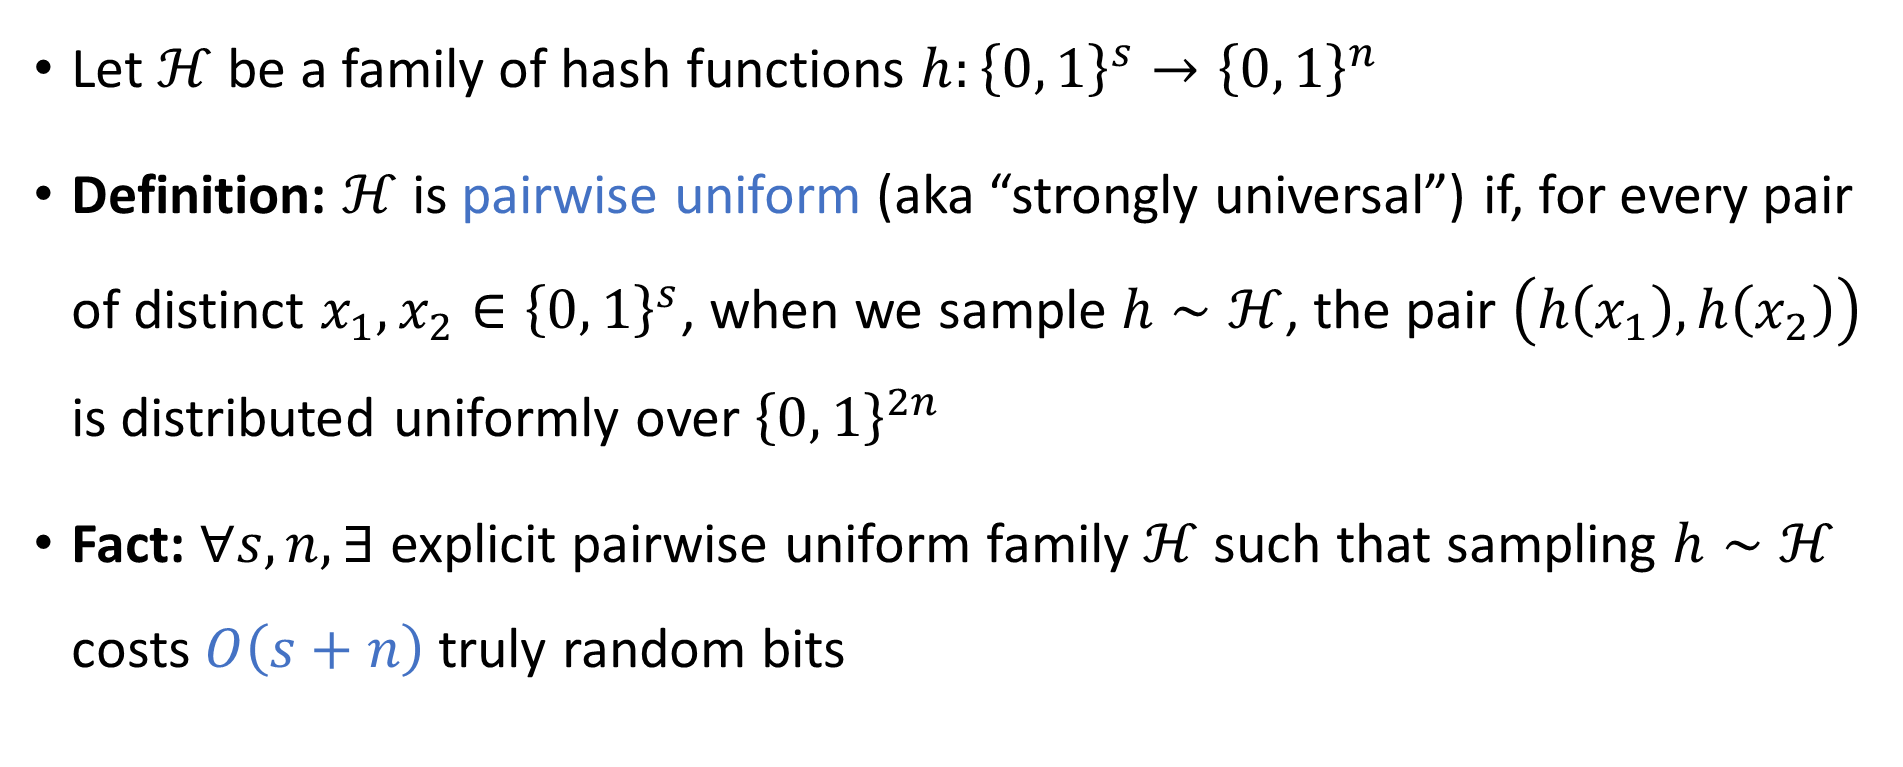 • Let ℋ be a family of hash functions ℎ: {0, 1}ˢ → {0, 1}ⁿ
• Definition: ℋ is pairwise uniform (aka “strongly universal”) if, for every pair
of distinct 𝑥₁, 𝑥₂ ∈ {0, 1}ˢ, when we sample ℎ ~ ℋ, the pair (ℎ(𝑥₁), ℎ(𝑥₂))
is distributed uniformly over {0, 1}²ⁿ
• Fact: ∀𝑠, 𝑛, ∃ explicit pairwise uniform family ℋ such that sampling ℎ ~ ℋ
costs 𝑂(𝑠 + 𝑛) truly random bits